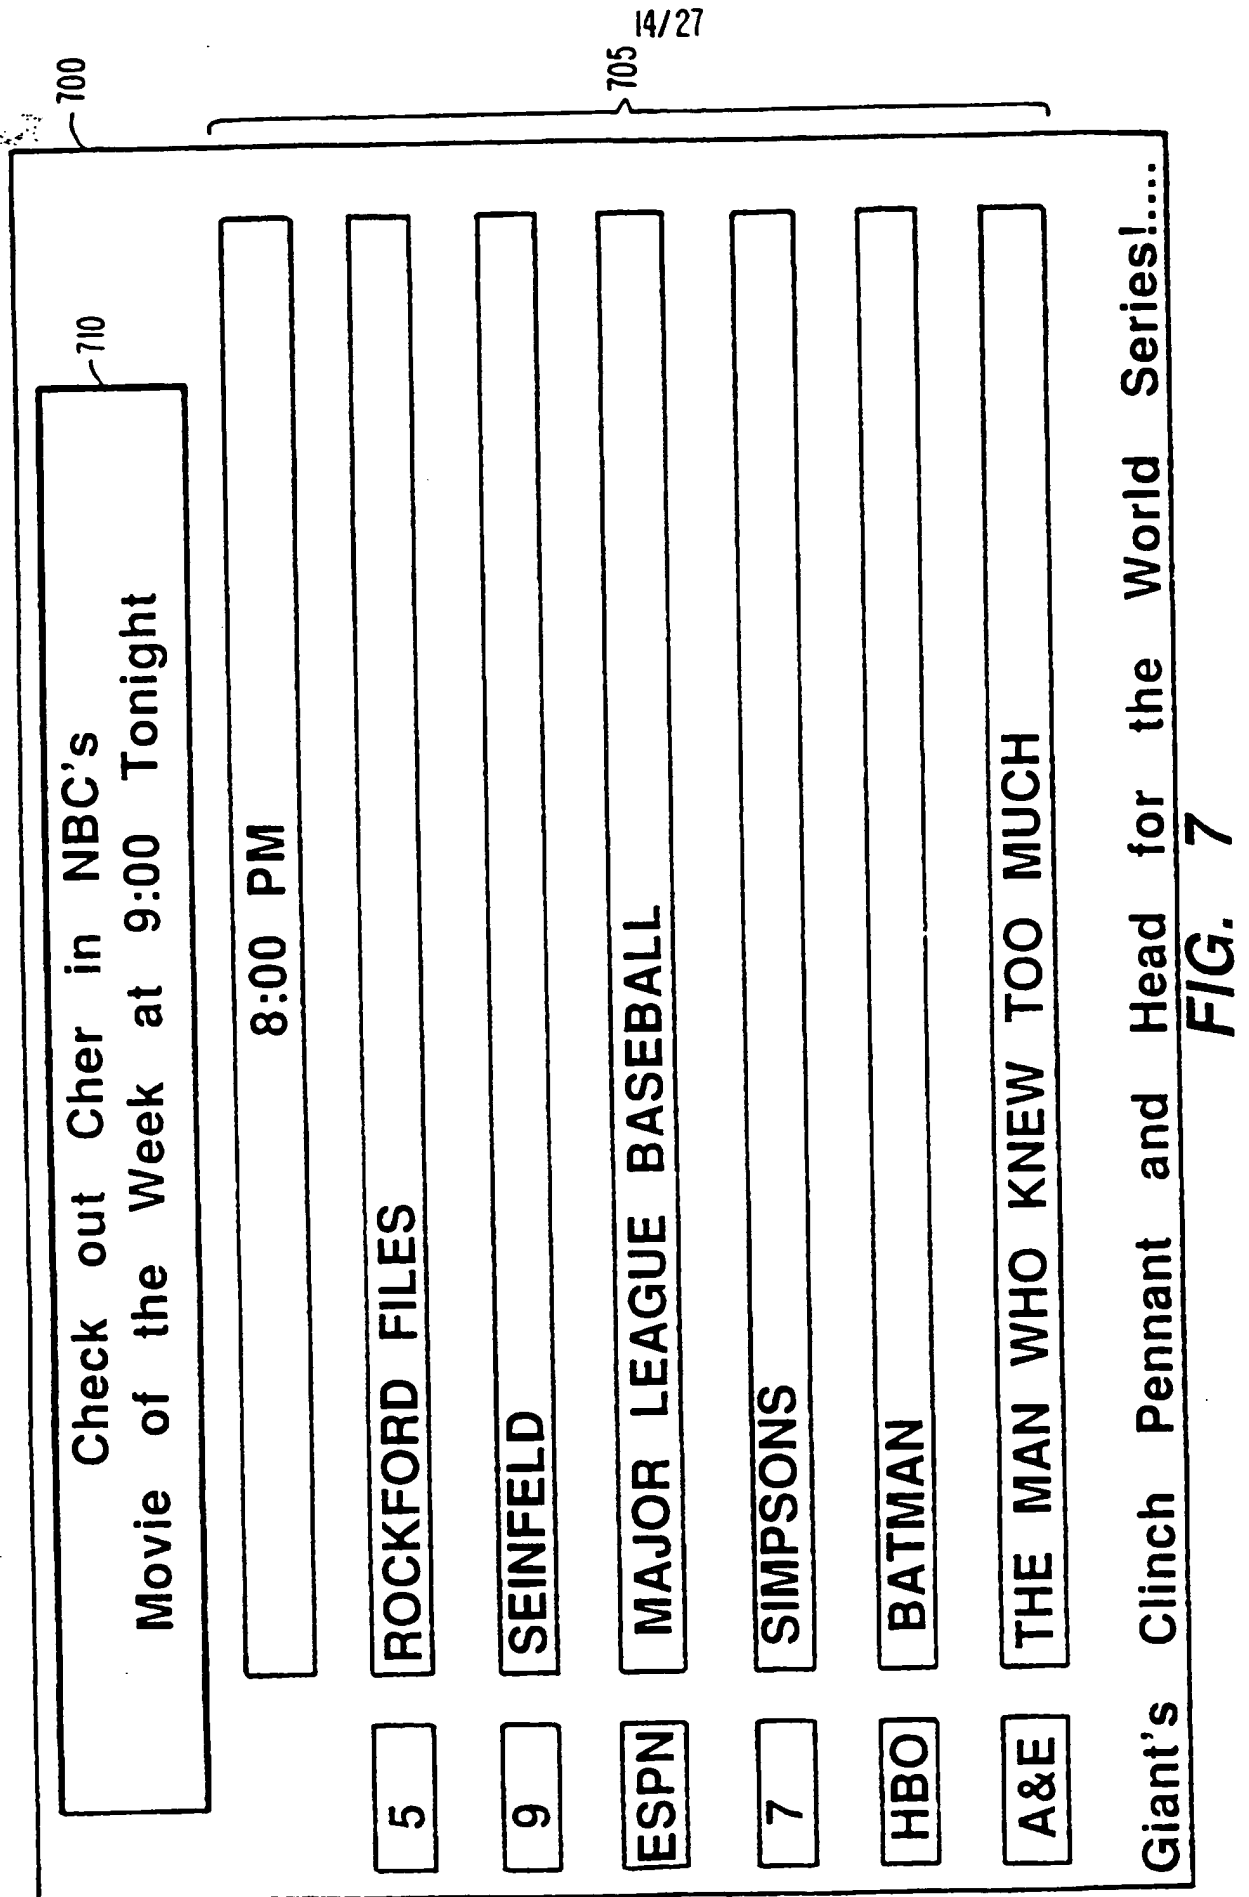 14/27
700
705
710
Check out Cher in NBC's
Movie of the Week at 9:00 Tonight
8:00 PM
5 ROCKFORD FILES
9 SEINFELD
ESPN MAJOR LEAGUE BASEBALL
7 SIMPSONS
HBO BATMAN
A&E THE MAN WHO KNEW TOO MUCH
Giant's Clinch Pennant and Head for the World Series!....
FIG. 7